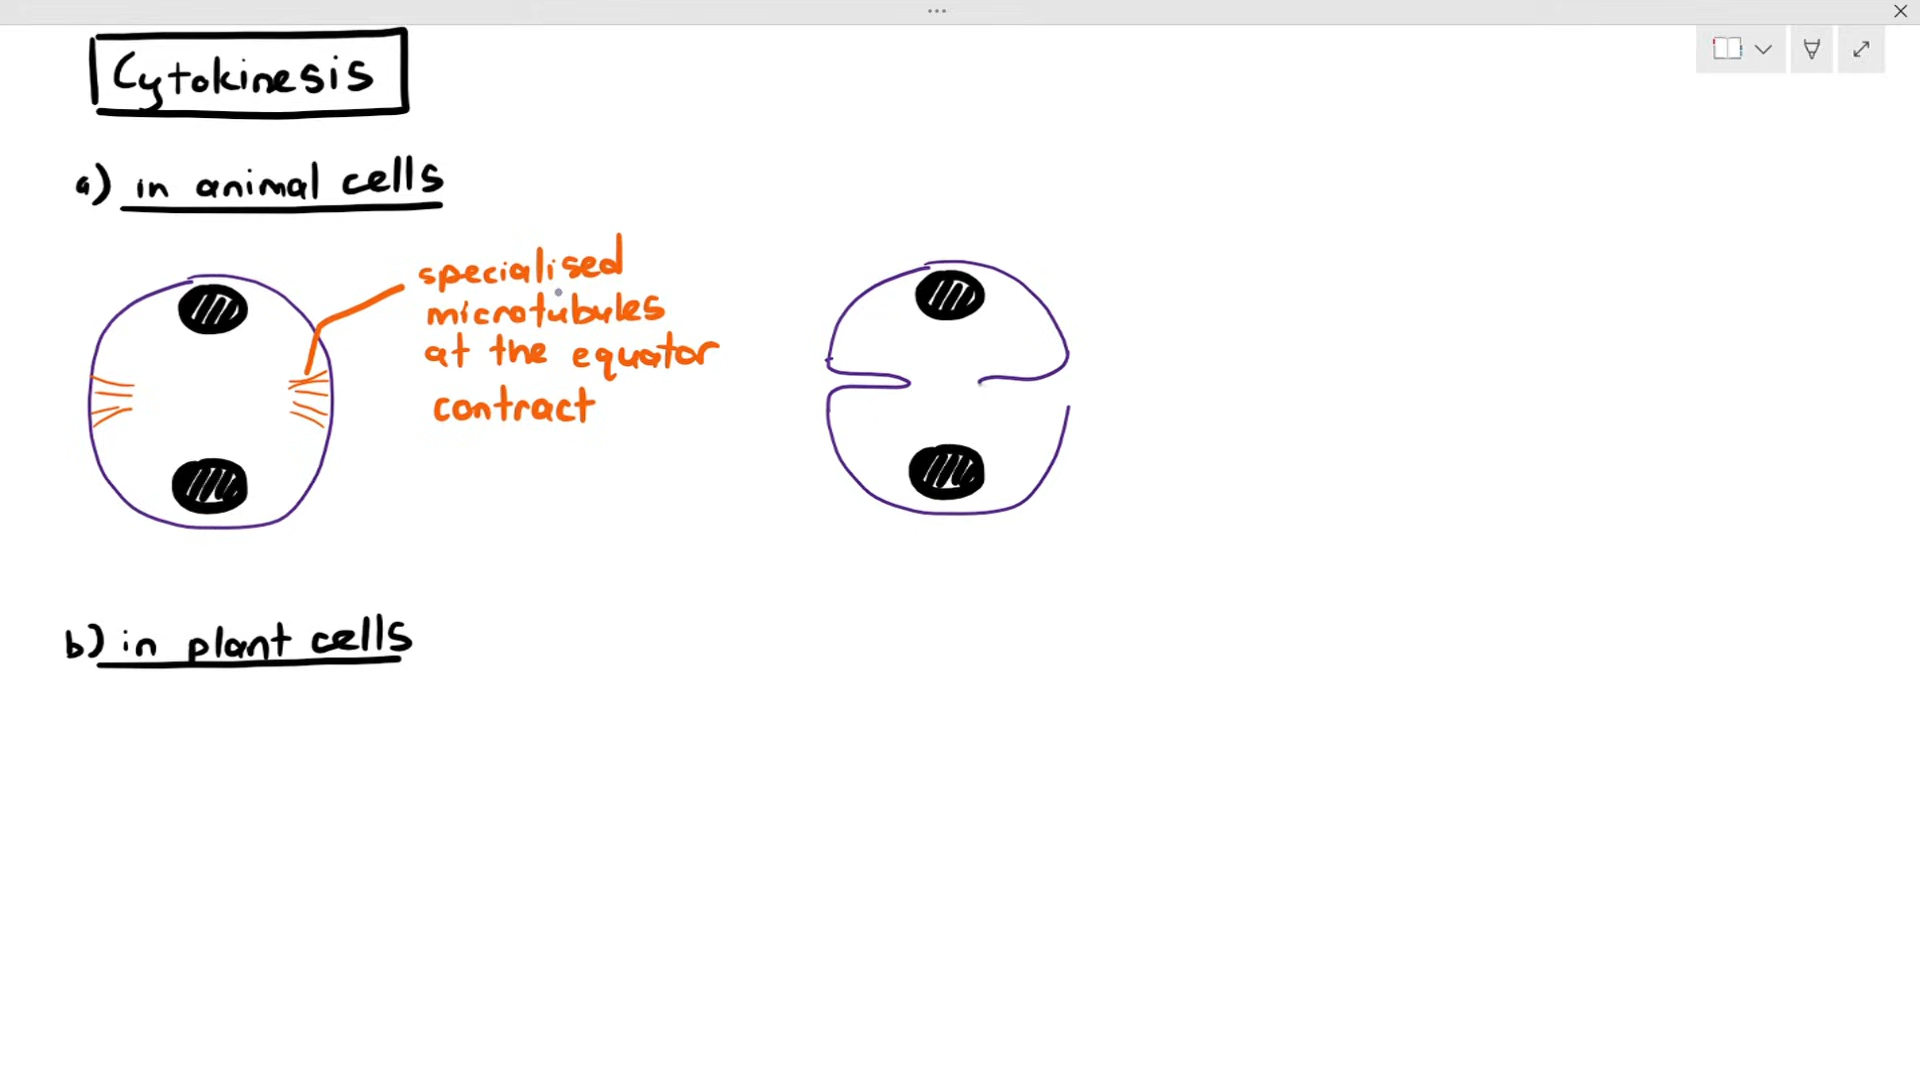 Cytokinesis
a) in animal cells
specialised
microtubules
at the equator
contract
b) in plant cells